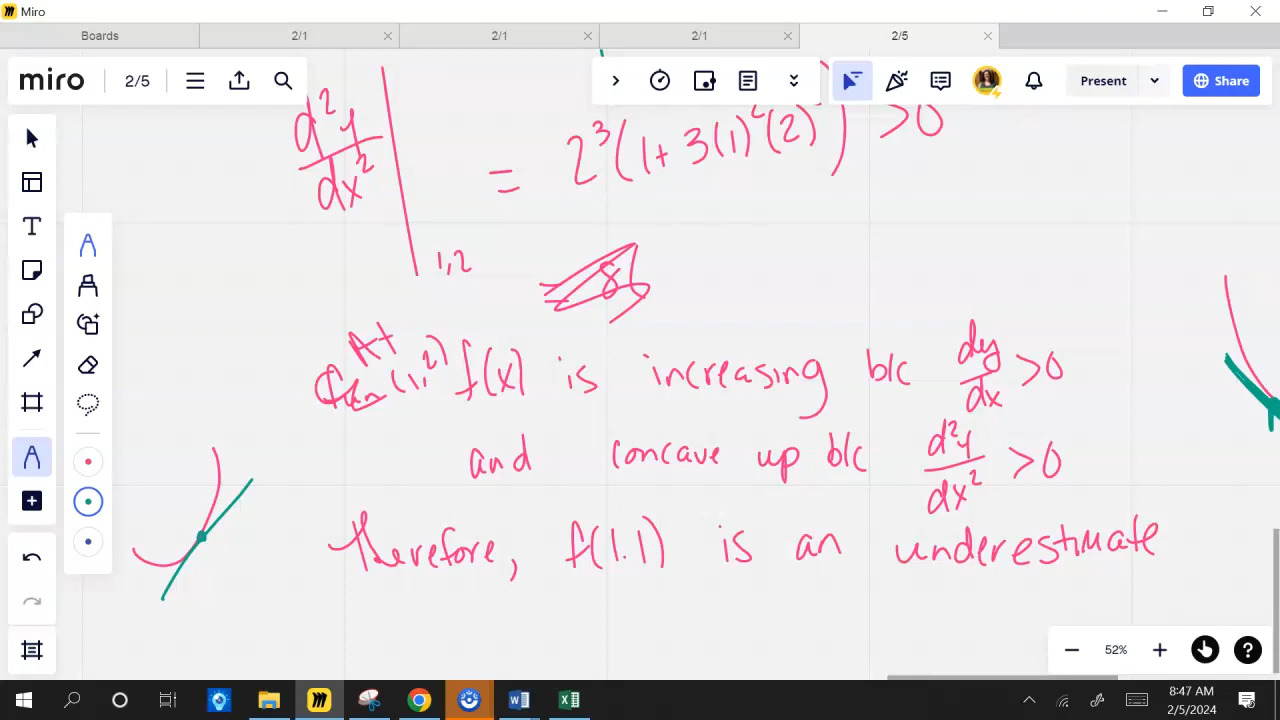 Miro
Boards
2/1
2/1
2/1
2/5
miro
2/5
Present
Share
d²y
dx²
1,2
= 2³(1+3(1)²(2)²) >0
At (1,2) f(x) is increasing b/c dy/dx >0
and concave up b/c d²y/dx² >0
therefore, f(1.1) is an underestimate
52%
8:47 AM
2/5/2024